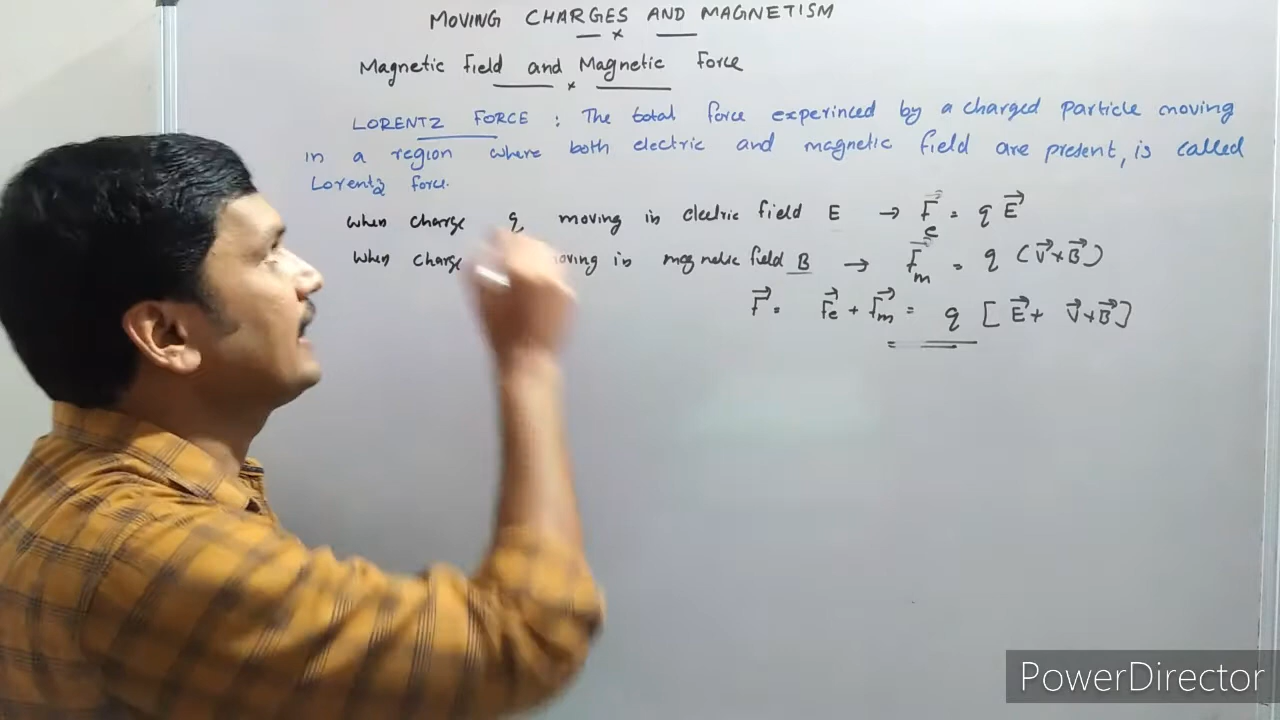 MOVING CHARGES AND MAGNETISM
Magnetic field and Magnetic Force
LORENTZ FORCE : The total force experinced by a charged particle moving
in a region where both electric and magnetic field are present, is called
Lorentz force.
when charge q moving in electric field E → F⃗e = q E⃗
when charge moving in magnetic field B → F⃗m = q (V⃗×B⃗)
F⃗ = F⃗e + F⃗m = q [E⃗ + V⃗×B⃗]
PowerDirector